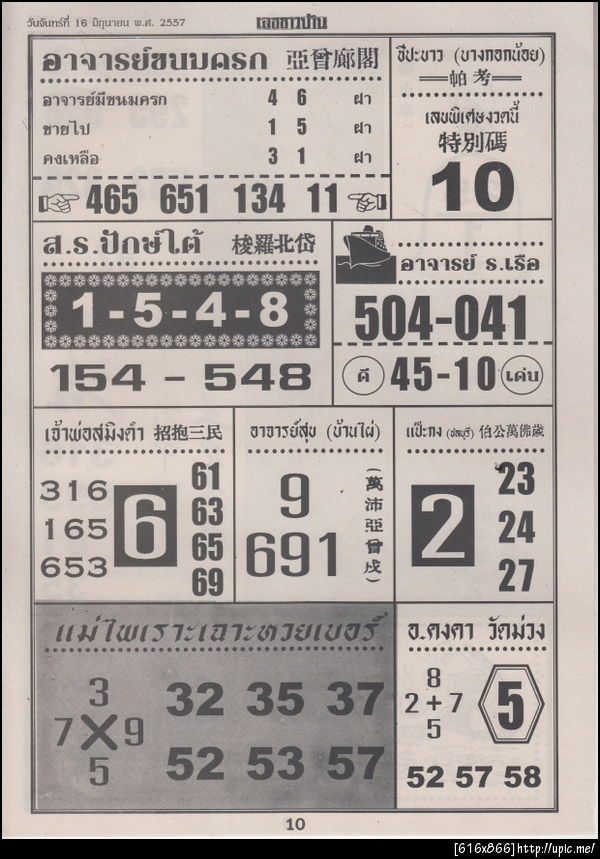 วันจันทร์ที่ 16 มิถุนายน พ.ศ. 2557
เลขชาวบ้าน
อาจารย์ขนมครก 亞曾廊閣
อาจารย์มีขนมครก 4 6 ฝา
ขายไป 1 5 ฝา
คงเหลือ 3 1 ฝา
465 651 134 11
ชีปะขาว (บางกอกน้อย)
帕考
เลขพิเศษงวดนี้
特別碼
10
ส.ร.ปักษ์ใต้ 梭羅北岱
1-5-4-8
154 - 548
อาจารย์ ร.เรือ
504-041
ดี 45-10 เด่น
เจ้าพ่อสมิงดำ 招抱三民
316
165
653
6
61
63
65
69
อาจารย์สุข (บ้านไผ่)
9
691
(萬沛亞曾戍)
แป๊ะกง (ชลบุรี) 伯公萬佛歲
2
23
24
27
แม่ไพเราะเฉาะหวยเบอร์
3
7 X 9
5
32 35 37
52 53 57
อ.คงคา วัดม่วง
8
2+7
5
5
52 57 58
10
[616x866]http://upic.me/